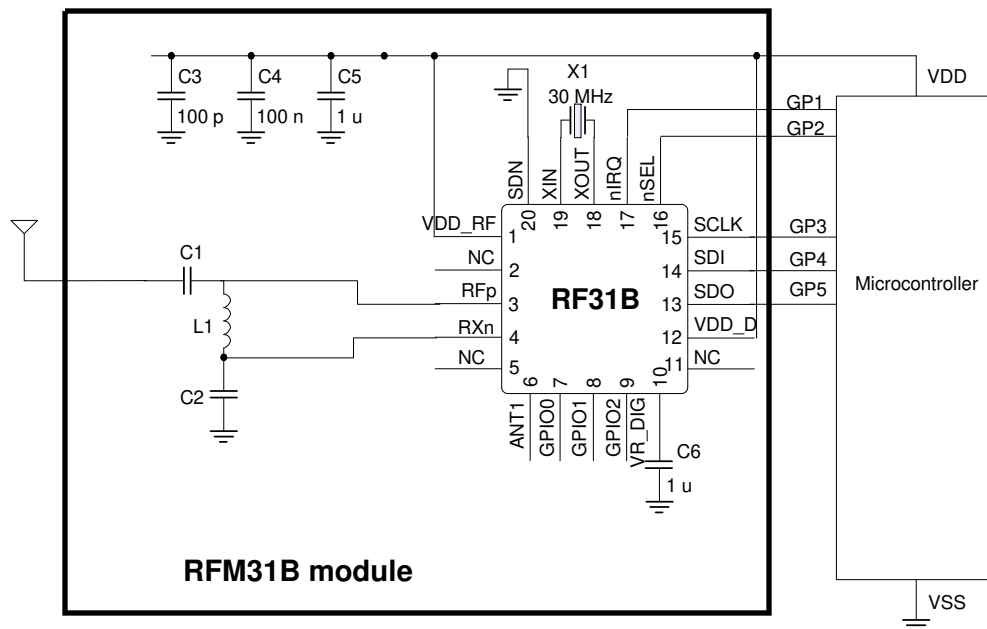 C3
100 p
C4
100 n
C5
1 u
X1
30 MHz
VDD
GP1
GP2
SDN
XIN
XOUT
nIRQ
nSEL
20
19
18
17
16
VDD_RF
1
NC
2
RFp
3
RXn
4
NC
5
RF31B
15
SCLK
GP3
14
SDI
GP4
13
SDO
GP5
12
VDD_D
11
NC
Microcontroller
C1
L1
C2
6
7
8
9
10
ANT1
GPIO0
GPIO1
GPIO2
VR_DIG
C6
1 u
RFM31B module
VSS